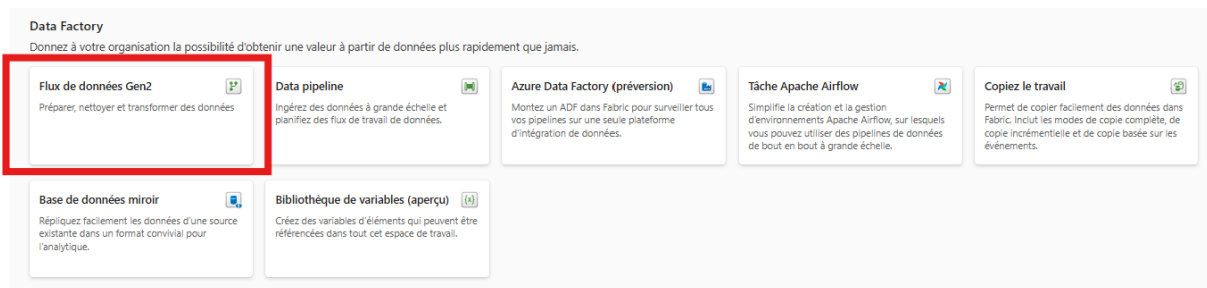 Data Factory
Donnez à votre organisation la possibilité d'obtenir une valeur à partir de données plus rapidement que jamais.
Flux de données Gen2
Préparer, nettoyer et transformer des données
Data pipeline
Ingérez des données à grande échelle et
planifiez des flux de travail de données.
Azure Data Factory (préversion)
Montez un ADF dans Fabric pour surveiller tous
vos pipelines sur une seule plateforme
d'intégration de données.
Tâche Apache Airflow
Simplifie la création et la gestion
d'environnements Apache Airflow, sur lesquels
vous pouvez utiliser des pipelines de données
de bout en bout à grande échelle.
Copiez le travail
Permet de copier facilement des données dans
Fabric. Inclut les modes de copie complète, de
copie incrémentielle et de copie basée sur les
événements.
Base de données miroir
Répliquez facilement les données d'une source
existante dans un format convivial pour
l'analytique.
Bibliothèque de variables (aperçu)
{x}
Créez des variables d'éléments qui peuvent être
référencées dans tout cet espace de travail.